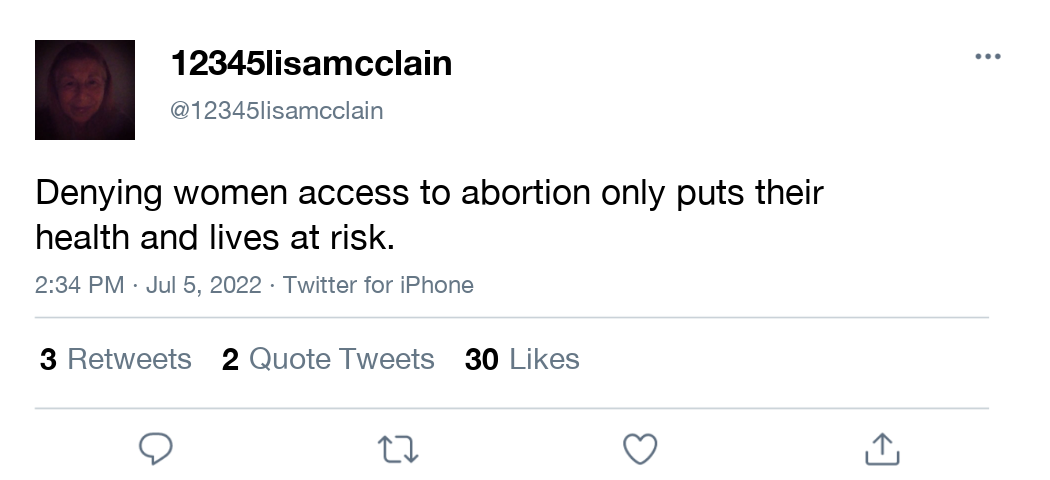 12345lisamcclain
@12345lisamcclain
Denying women access to abortion only puts their
health and lives at risk.
2:34 PM · Jul 5, 2022 · Twitter for iPhone
3 Retweets 2 Quote Tweets 30 Likes